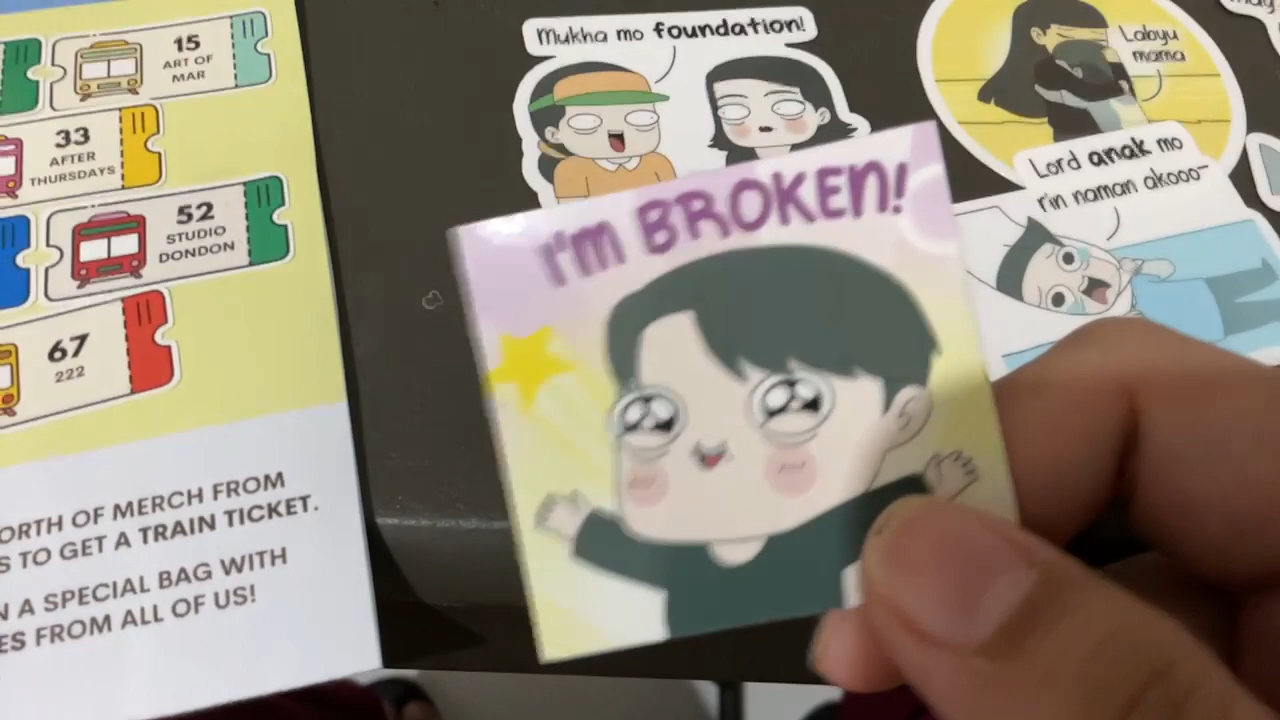 15
ART OF
MAR
33
AFTER
THURSDAYS
52
STUDIO
DONDON
67
222
ORTH OF MERCH FROM
S TO GET A TRAIN TICKET.
N A SPECIAL BAG WITH
ES FROM ALL OF US!
Mukha mo foundation!
Labyu
mama
Lord anak mo
r'in naman akooo-
I'M BROKEN!